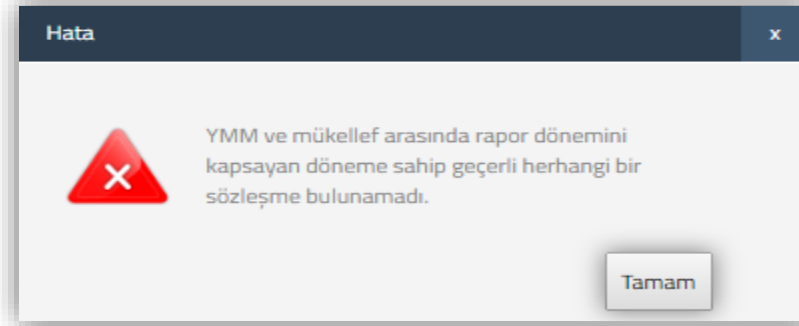 Hata
x
YMM ve mükellef arasında rapor dönemini
kapsayan döneme sahip geçerli herhangi bir
sözleşme bulunamadı.
Tamam